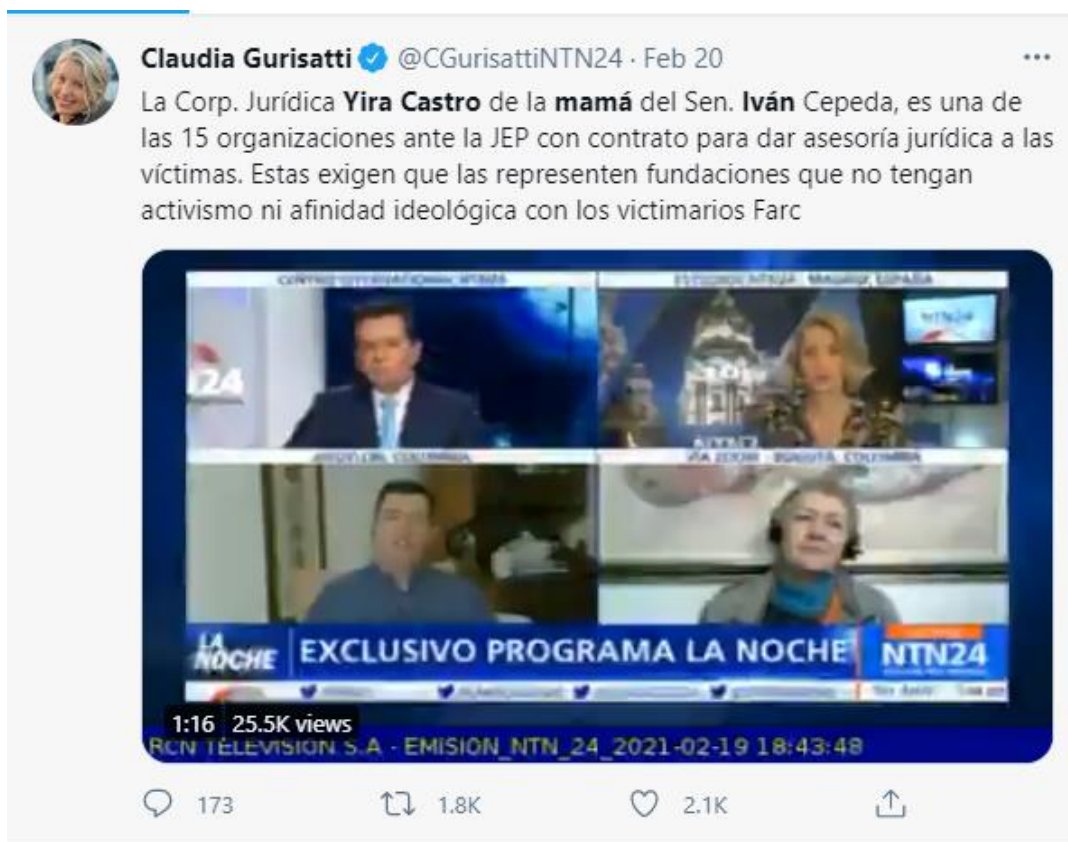 Claudia Gurisatti @CGurisattiNTN24 · Feb 20
La Corp. Jurídica Yira Castro de la mamá del Sen. Iván Cepeda, es una de
las 15 organizaciones ante la JEP con contrato para dar asesoría jurídica a las
víctimas. Estas exigen que las representen fundaciones que no tengan
activismo ni afinidad ideológica con los victimarios Farc
24
NTN24
VÍA ZOOM - BOGOTÁ, COLOMBIA
LA NOCHE
EXCLUSIVO PROGRAMA LA NOCHE
NTN24
1:16 25.5K views
RCN TELEVISION S.A - EMISION_NTN_24_2021-02-19 18:43:48
173 1.8K 2.1K